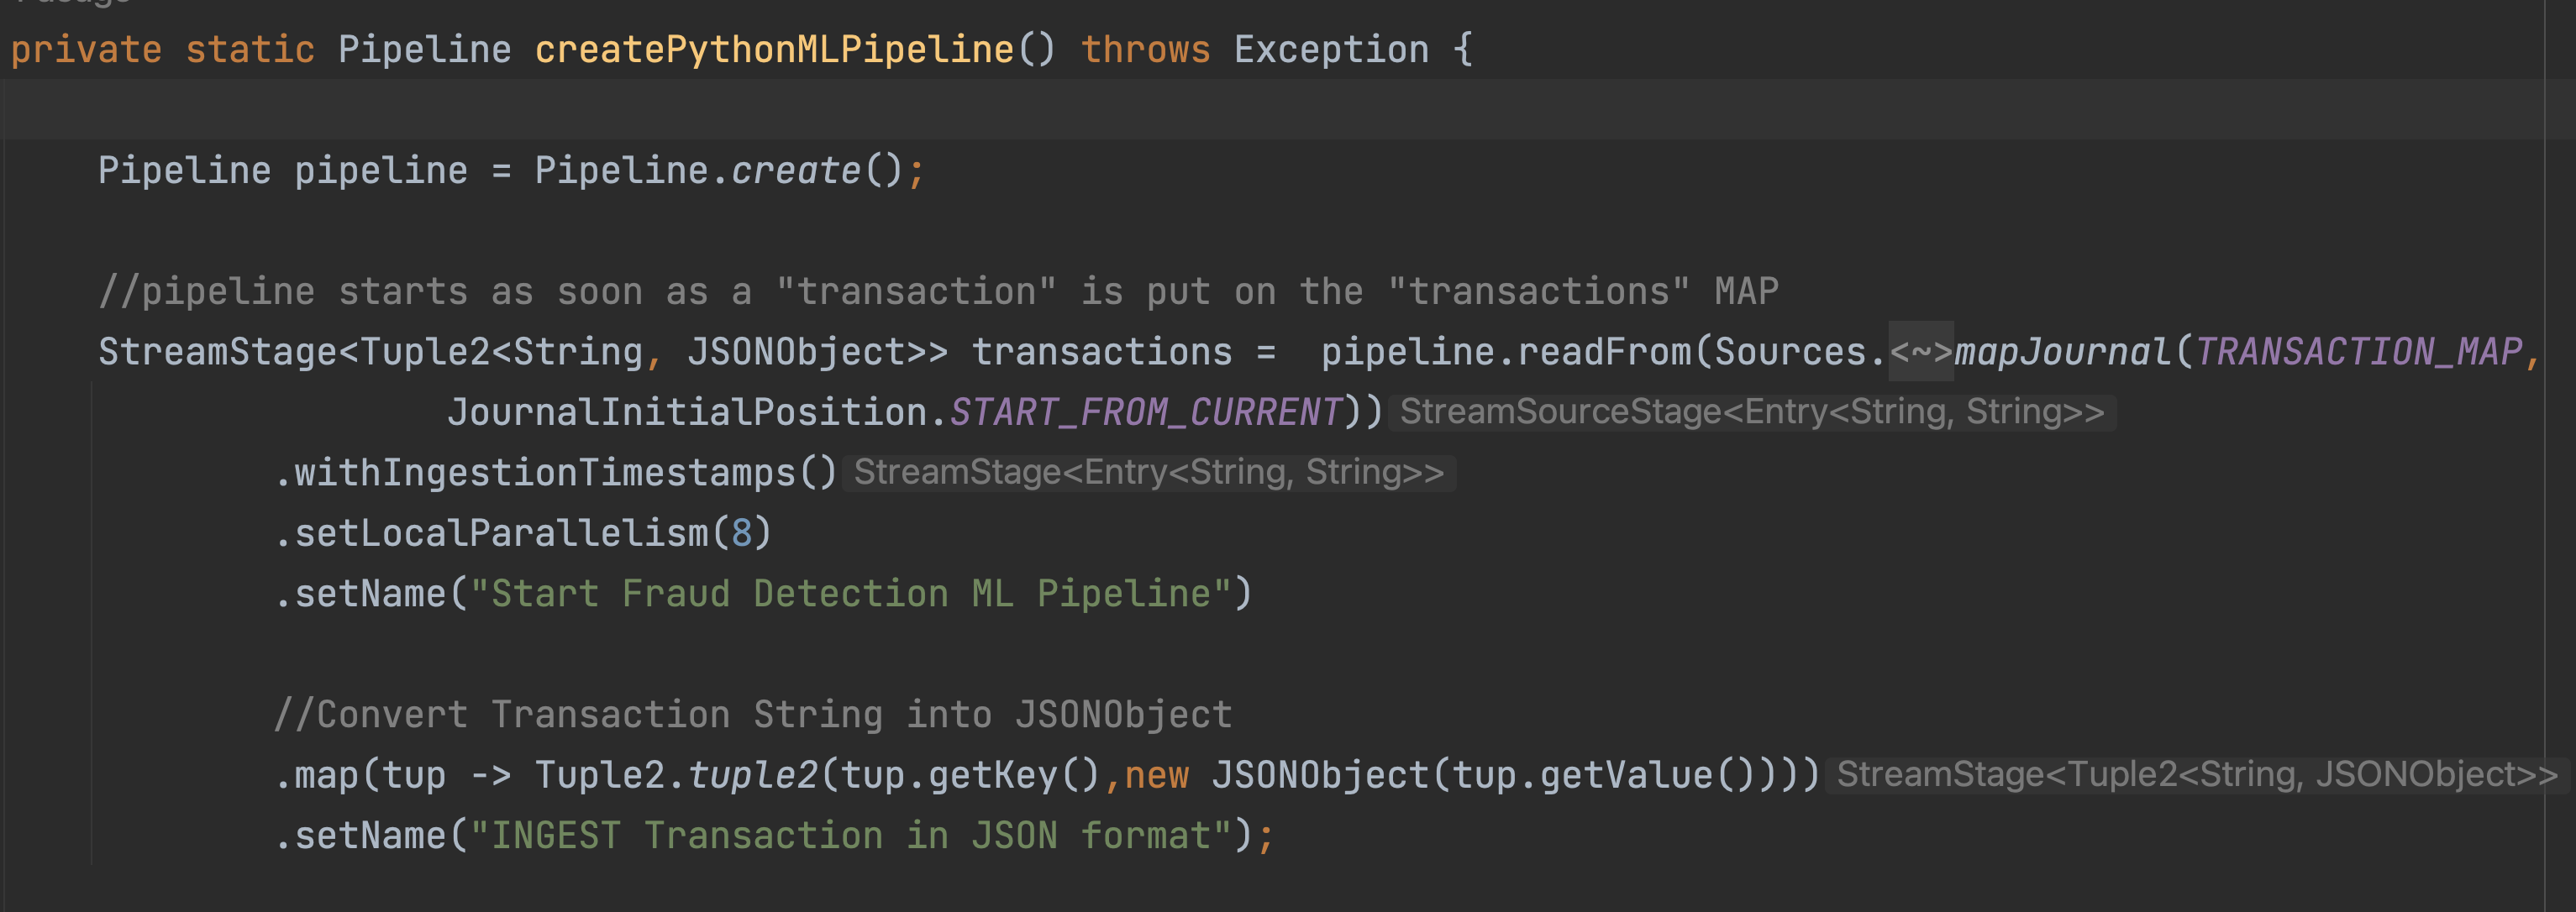 private static Pipeline createPythonMLPipeline() throws Exception {
Pipeline pipeline = Pipeline.create();
//pipeline starts as soon as a "transaction" is put on the "transactions" MAP
StreamStage<Tuple2<String, JSONObject>> transactions =  pipeline.readFrom(Sources.<~>mapJournal(TRANSACTION_MAP,
JournalInitialPosition.START_FROM_CURRENT)) StreamSourceStage<Entry<String, String>>
.withIngestionTimestamps() StreamStage<Entry<String, String>>
.setLocalParallelism(8)
.setName("Start Fraud Detection ML Pipeline")
//Convert Transaction String into JSONObject
.map(tup -> Tuple2.tuple2(tup.getKey(),new JSONObject(tup.getValue()))) StreamStage<Tuple2<String, JSONObject>>
.setName("INGEST Transaction in JSON format");